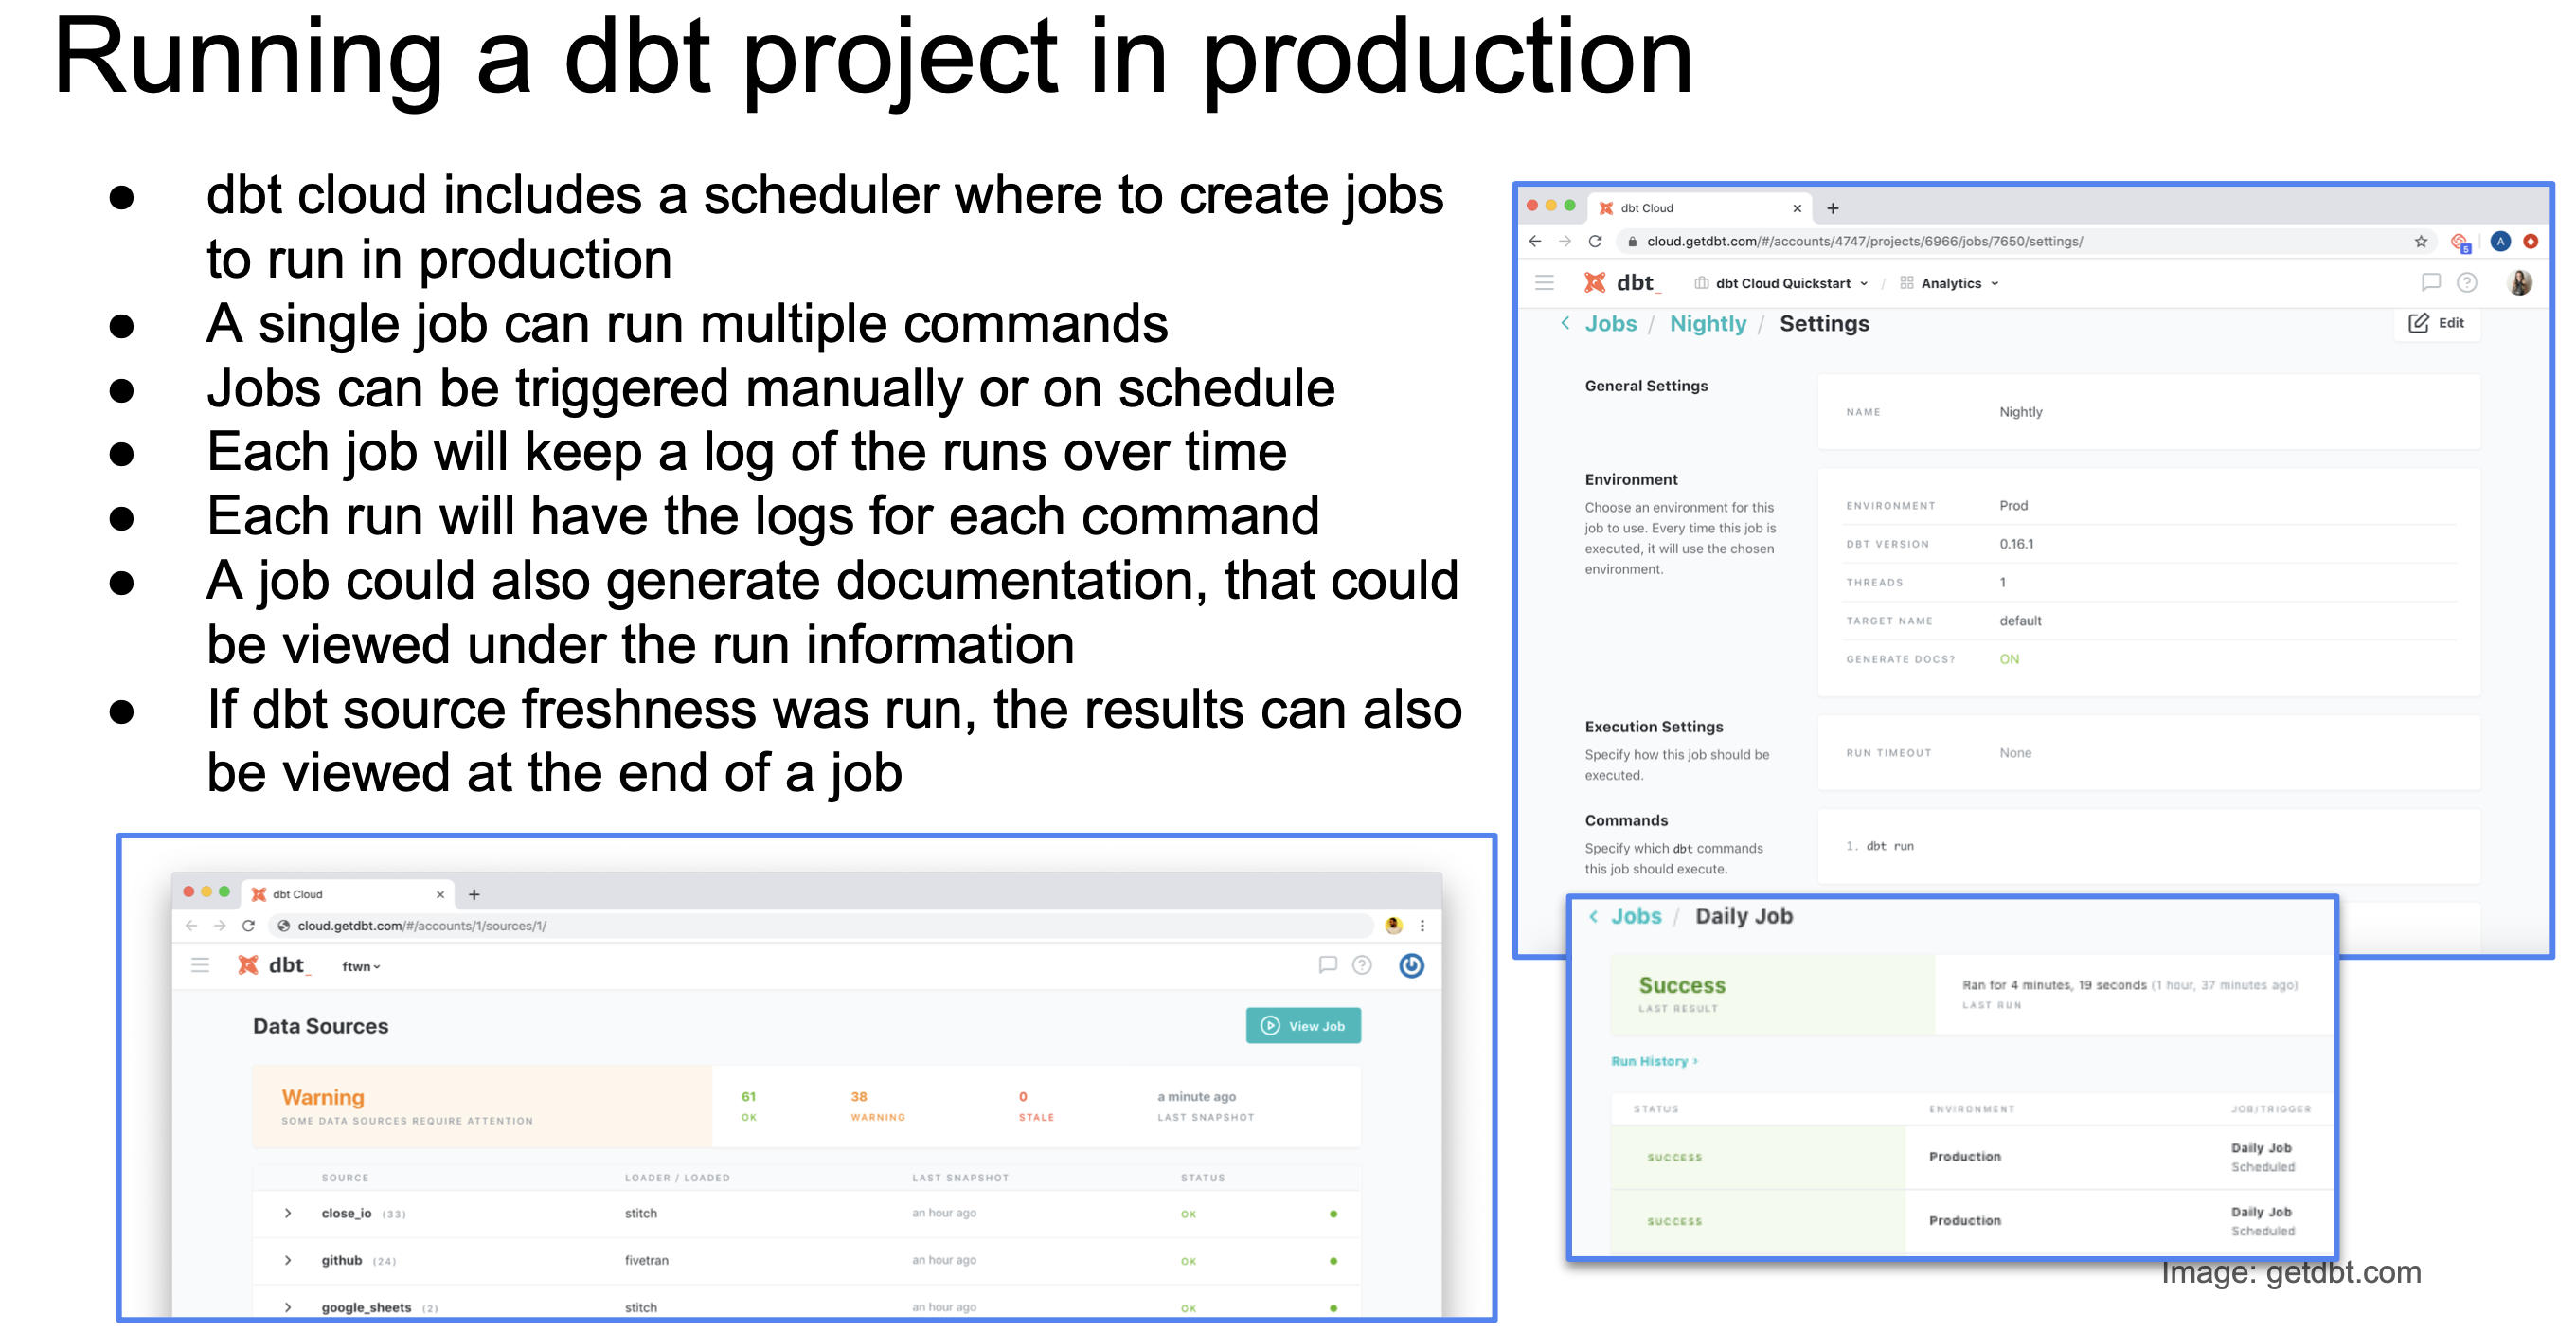 Running a dbt project in production
● dbt cloud includes a scheduler where to create jobs
to run in production
● A single job can run multiple commands
● Jobs can be triggered manually or on schedule
● Each job will keep a log of the runs over time
● Each run will have the logs for each command
● A job could also generate documentation, that could
be viewed under the run information
● If dbt source freshness was run, the results can also
be viewed at the end of a job
dbt Cloud
cloud.getdbt.com/#/accounts/4747/projects/6966/jobs/7650/settings/
5
A
dbt_ dbt Cloud Quickstart / Analytics
Jobs / Nightly / Settings
Edit
General Settings
NAME Nightly
Environment
Choose an environment for this
job to use. Every time this job is
executed, it will use the chosen
environment.
ENVIRONMENT Prod
DBT VERSION 0.16.1
THREADS 1
TARGET NAME default
GENERATE DOCS? ON
Execution Settings
Specify how this job should be
executed.
RUN TIMEOUT None
Commands
Specify which dbt commands
this job should execute.
1. dbt run
dbt Cloud
cloud.getdbt.com/#/accounts/1/sources/1/
dbt_ ftwn
Data Sources
View Job
Warning
SOME DATA SOURCES REQUIRE ATTENTION
61 38 0 a minute ago
OK WARNING STALE LAST SNAPSHOT
SOURCE LOADER / LOADED LAST SNAPSHOT STATUS
close_io (33) stitch an hour ago OK
github (24) fivetran an hour ago OK
google_sheets (2) stitch an hour ago OK
Jobs / Daily Job
Success
LAST RESULT
Ran for 4 minutes, 19 seconds (1 hour, 37 minutes ago)
LAST RUN
Run History
STATUS ENVIRONMENT JOB/TRIGGER
SUCCESS Production Daily Job
Scheduled
SUCCESS Production Daily Job
Scheduled
Image: getdbt.com